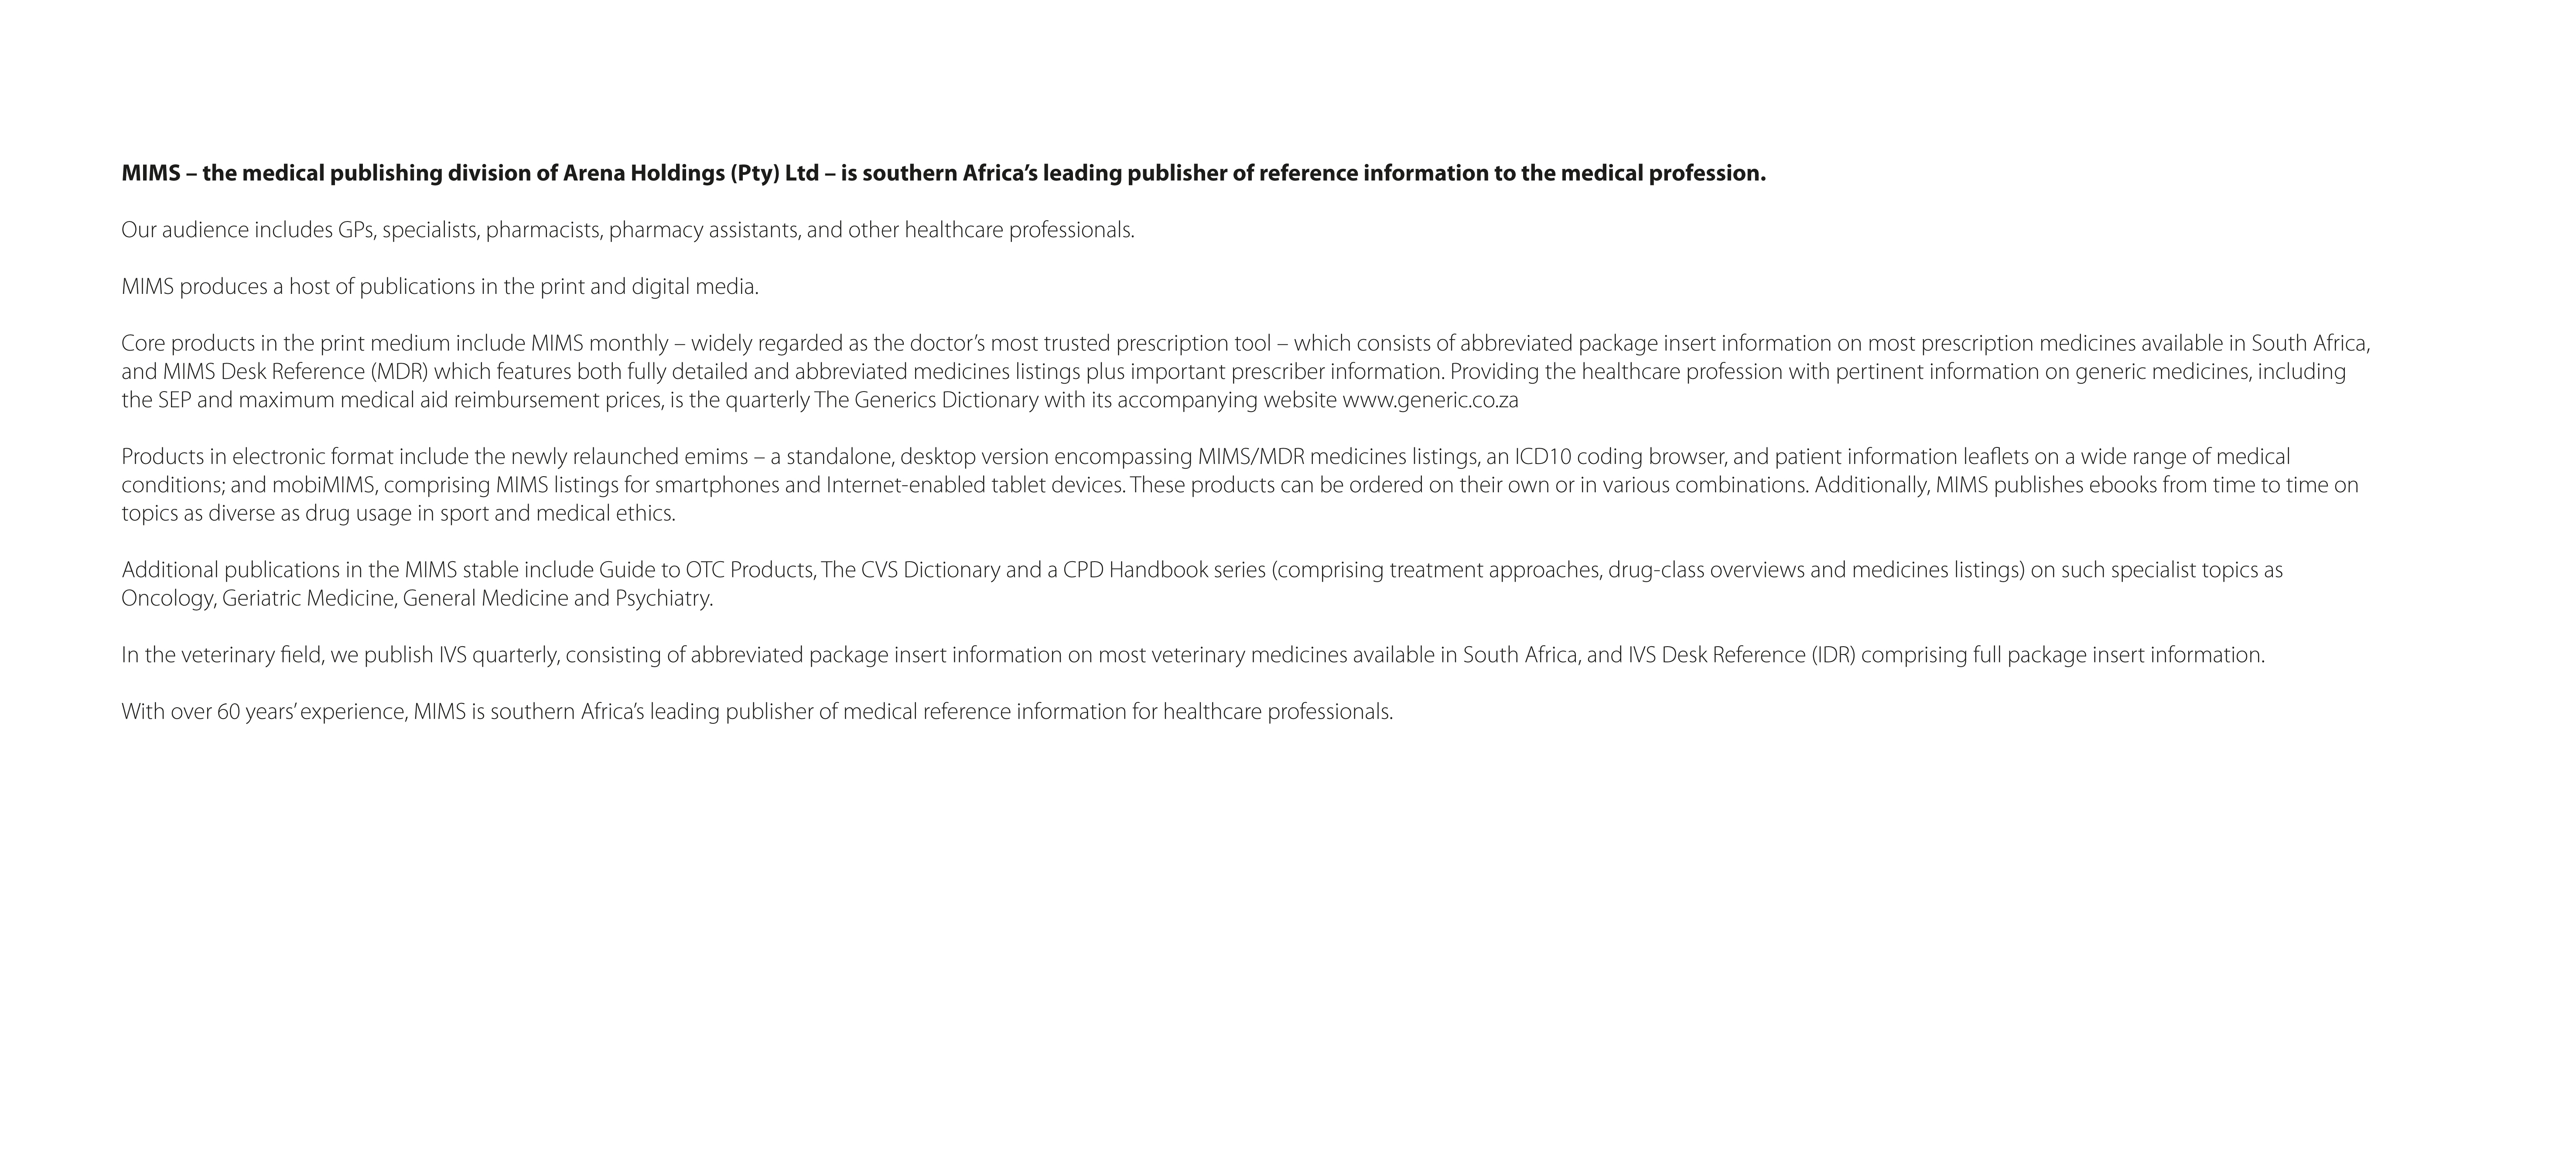 MIMS – the medical publishing division of Arena Holdings (Pty) Ltd – is southern Africa’s leading publisher of reference information to the medical profession.
Our audience includes GPs, specialists, pharmacists, pharmacy assistants, and other healthcare professionals.
MIMS produces a host of publications in the print and digital media.
Core products in the print medium include MIMS monthly – widely regarded as the doctor’s most trusted prescription tool – which consists of abbreviated package insert information on most prescription medicines available in South Africa,
and MIMS Desk Reference (MDR) which features both fully detailed and abbreviated medicines listings plus important prescriber information. Providing the healthcare profession with pertinent information on generic medicines, including
the SEP and maximum medical aid reimbursement prices, is the quarterly The Generics Dictionary with its accompanying website www.generic.co.za
Products in electronic format include the newly relaunched emims – a standalone, desktop version encompassing MIMS/MDR medicines listings, an ICD10 coding browser, and patient information leaflets on a wide range of medical
conditions; and mobiMIMS, comprising MIMS listings for smartphones and Internet-enabled tablet devices. These products can be ordered on their own or in various combinations. Additionally, MIMS publishes ebooks from time to time on
topics as diverse as drug usage in sport and medical ethics.
Additional publications in the MIMS stable include Guide to OTC Products, The CVS Dictionary and a CPD Handbook series (comprising treatment approaches, drug-class overviews and medicines listings) on such specialist topics as
Oncology, Geriatric Medicine, General Medicine and Psychiatry.
In the veterinary field, we publish IVS quarterly, consisting of abbreviated package insert information on most veterinary medicines available in South Africa, and IVS Desk Reference (IDR) comprising full package insert information.
With over 60 years’ experience, MIMS is southern Africa’s leading publisher of medical reference information for healthcare professionals.